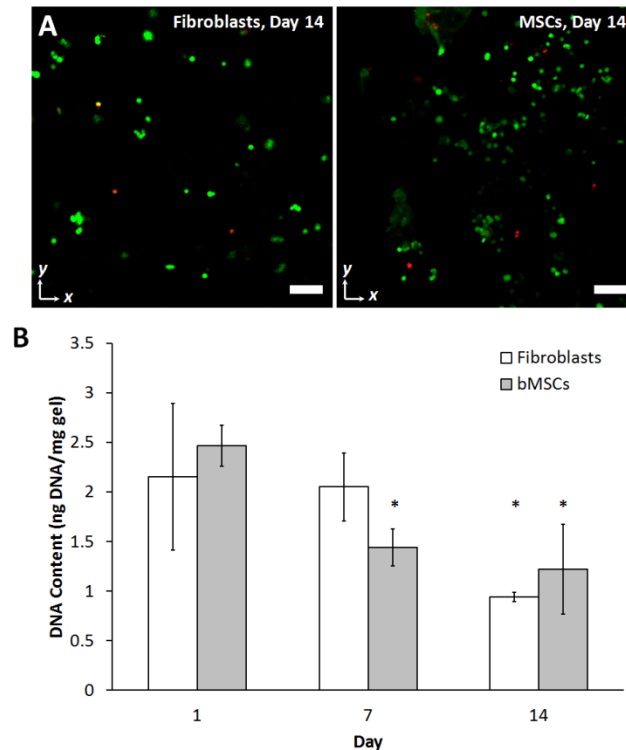 A
Fibroblasts, Day 14
MSCs, Day 14
y
x
y
x
B
3.5
3
2.5
2
1.5
1
0.5
0
DNA Content (ng DNA/mg gel)
Fibroblasts
bMSCs
*
*
*
1
7
14
Day